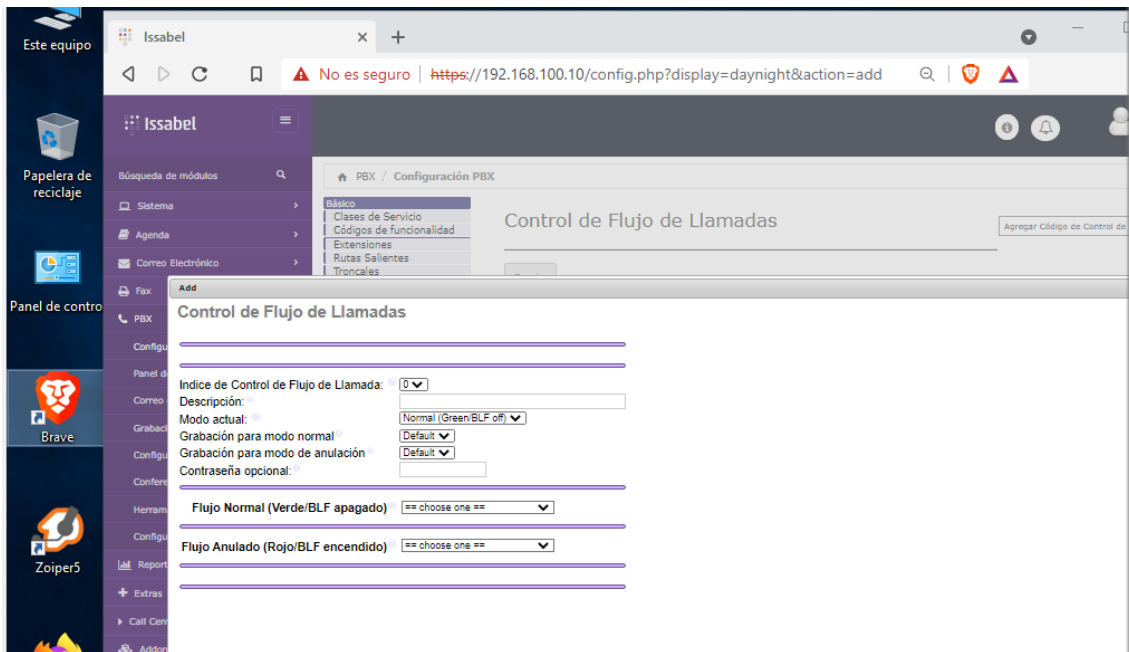 Este equipo
Issabel
No es seguro https://192.168.100.10/config.php?display=daynight&action=add
Issabel
Papelera de
reciclaje
Búsqueda de módulos
PBX / Configuración PBX
Sistema
Básico
Clases de Servicio
Códigos de funcionalidad
Extensiones
Rutas Salientes
Troncales
Control de Flujo de Llamadas
Agregar Código de Control de
Agenda
Correo Electrónico
Panel de contro
Fax
Add
PBX
Control de Flujo de Llamadas
Configu
Panel d
Indice de Control de Flujo de Llamada: 0
Correo
Descripción:
Modo actual: Normal (Green/BLF off)
Brave
Grabaci
Grabación para modo normal Default
Configu
Grabación para modo de anulación Default
Contraseña opcional:
Confere
Herram
Flujo Normal (Verde/BLF apagado) == choose one ==
Configu
Flujo Anulado (Rojo/BLF encendido) == choose one ==
Zoiper5
Report
Extras
Call Cen
Addon